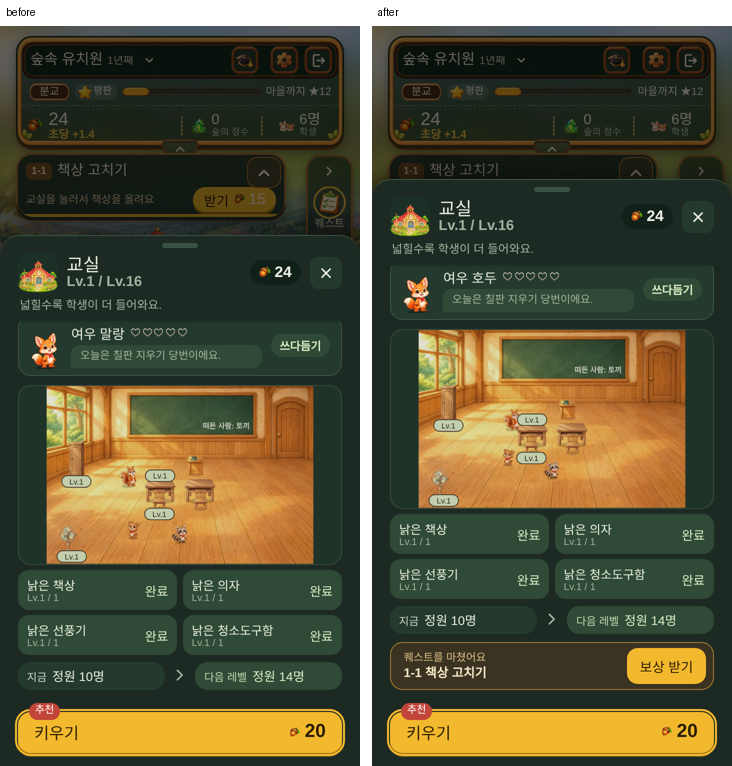 before
숲속 유치원 1년째
분교 평판 마을까지 ★12
24
초당 +1.4
0
숲의 정수
6명
학생
1-1 책상 고치기
교실을 눌러서 책상을 올려요
받기 15
퀘스트
교실
Lv.1 / Lv.16
24
넓힐수록 학생이 더 들어와요.
여우 말랑 ♡♡♡♡♡
오늘은 칠판 지우기 당번이에요.
쓰다듬기
떠든 사람: 토끼
Lv.1
Lv.1
Lv.1
Lv.1
낡은 책상
Lv.1 / 1
완료
낡은 의자
Lv.1 / 1
완료
낡은 선풍기
Lv.1 / 1
완료
낡은 청소도구함
Lv.1 / 1
완료
지금 정원 10명
다음 레벨 정원 14명
추천
키우기 20
after
숲속 유치원 1년째
분교 평판 마을까지 ★12
24
초당 +1.4
0
숲의 정수
6명
학생
1-1 책상 고치기
교실
Lv.1 / Lv.16
24
넓힐수록 학생이 더 들어와요.
여우 호두 ♡♡♡♡♡
오늘은 칠판 지우기 당번이에요.
쓰다듬기
떠든 사람: 토끼
Lv.1
Lv.1
Lv.1
Lv.1
낡은 책상
Lv.1 / 1
완료
낡은 의자
Lv.1 / 1
완료
낡은 선풍기
Lv.1 / 1
완료
낡은 청소도구함
Lv.1 / 1
완료
지금 정원 10명
다음 레벨 정원 14명
퀘스트를 마쳤어요
1-1 책상 고치기
보상 받기
추천
키우기 20